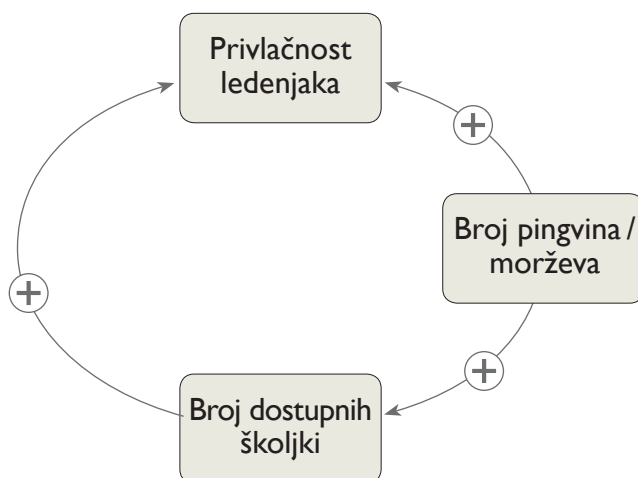 Privlačnost
ledenjaka
+
Broj pingvina /
morževa
+
+
Broj dostupnih
školjki